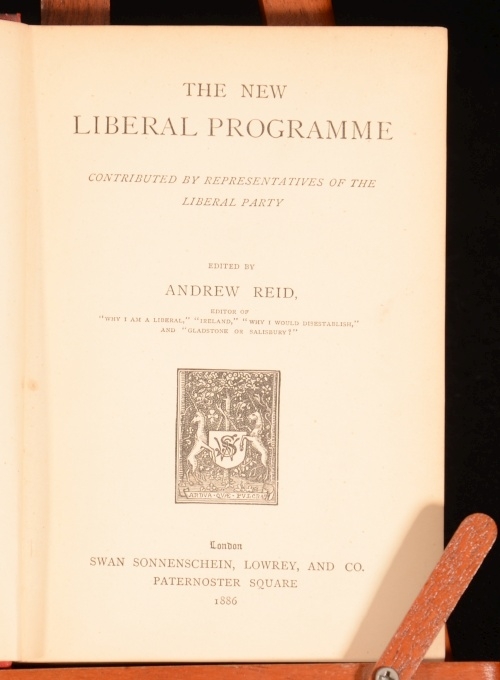 THE NEW
LIBERAL PROGRAMME
CONTRIBUTED BY REPRESENTATIVES OF THE
LIBERAL PARTY
EDITED BY
ANDREW REID,
EDITOR OF
"WHY I AM A LIBERAL," "IRELAND," "WHY I WOULD DISESTABLISH,"
AND "GLADSTONE OR SALISBURY?"
London
SWAN SONNENSCHEIN, LOWREY, AND CO.
PATERNOSTER SQUARE
1886